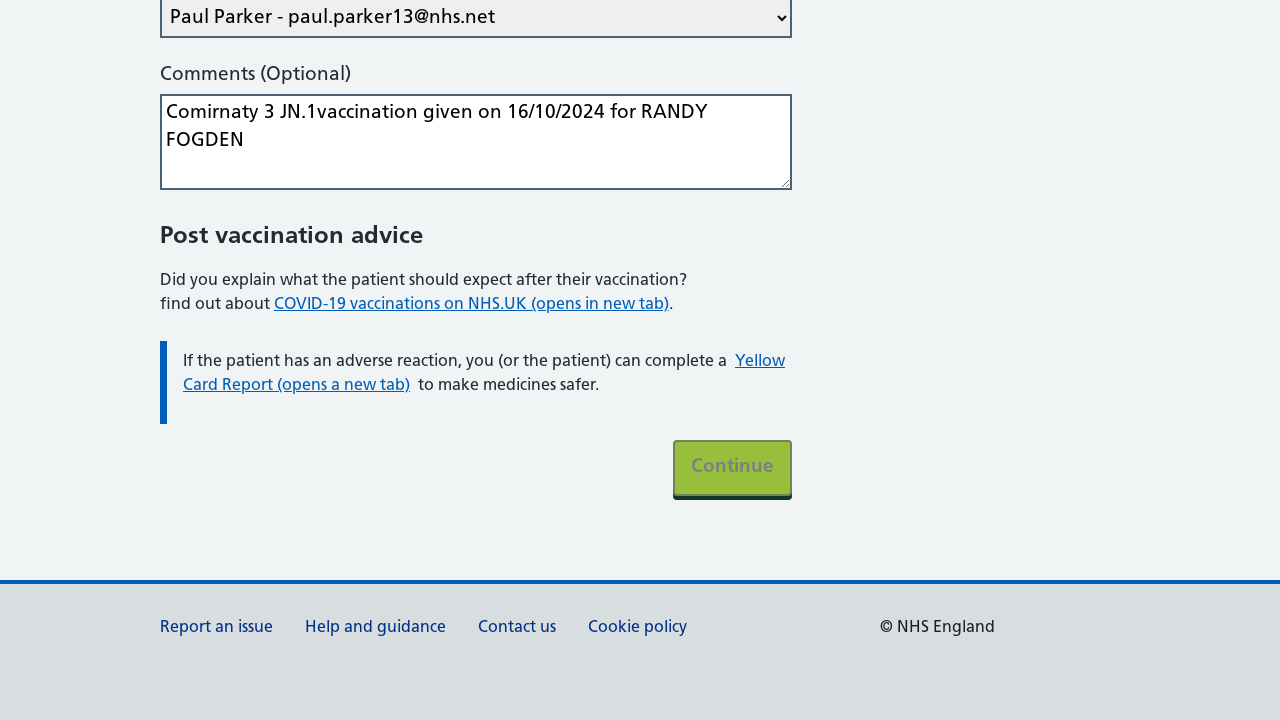 Paul Parker - paul.parker13@nhs.net
Comments (Optional)
Comirnaty 3 JN.1vaccination given on 16/10/2024 for RANDY
FOGDEN
Post vaccination advice
Did you explain what the patient should expect after their vaccination?
find out about COVID-19 vaccinations on NHS.UK (opens in new tab).
If the patient has an adverse reaction, you (or the patient) can complete a Yellow
Card Report (opens a new tab) to make medicines safer.
Continue
Report an issue Help and guidance Contact us Cookie policy © NHS England